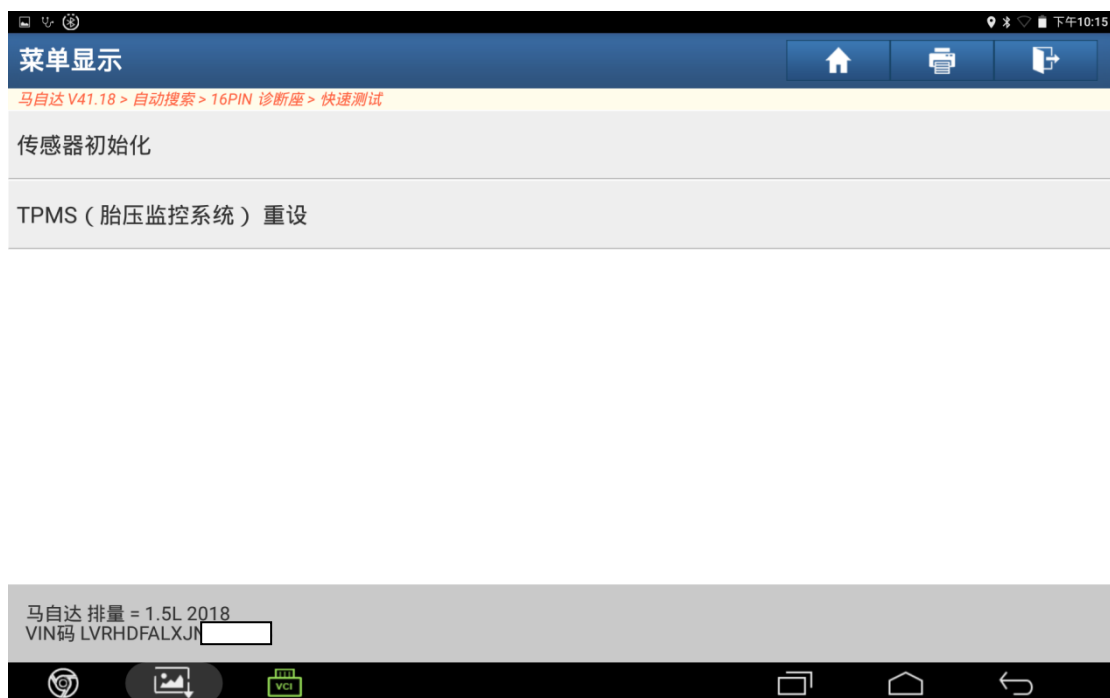 下午10:15
菜单显示
马自达 V41.18 > 自动搜索 > 16PIN 诊断座 > 快速测试
传感器初始化
TPMS（胎压监控系统） 重设
马自达 排量 = 1.5L 2018
VIN码 LVRHDFALXJN
VCI